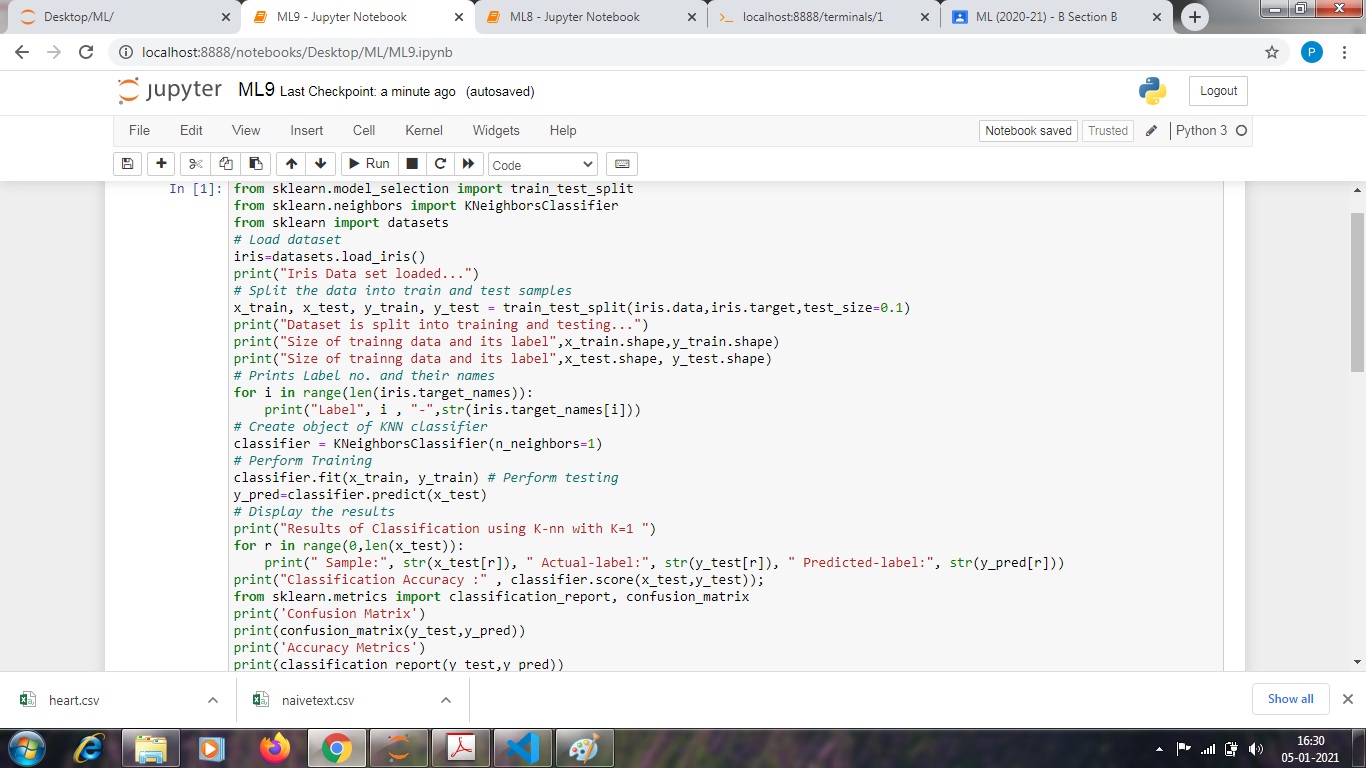 Desktop/ML/
ML9 - Jupyter Notebook
ML8 - Jupyter Notebook
localhost:8888/terminals/1
ML (2020-21) - B Section B
localhost:8888/notebooks/Desktop/ML/ML9.ipynb
P
jupyter ML9 Last Checkpoint: a minute ago (autosaved)
Logout
File Edit View Insert Cell Kernel Widgets Help
Notebook saved Trusted Python 3
Run Code
In [1]:
from sklearn.model_selection import train_test_split
from sklearn.neighbors import KNeighborsClassifier
from sklearn import datasets
# Load dataset
iris=datasets.load_iris()
print("Iris Data set loaded...")
# Split the data into train and test samples
x_train, x_test, y_train, y_test = train_test_split(iris.data,iris.target,test_size=0.1)
print("Dataset is split into training and testing...")
print("Size of trainng data and its label",x_train.shape,y_train.shape)
print("Size of trainng data and its label",x_test.shape, y_test.shape)
# Prints Label no. and their names
for i in range(len(iris.target_names)):
    print("Label", i , "-",str(iris.target_names[i]))
# Create object of KNN classifier
classifier = KNeighborsClassifier(n_neighbors=1)
# Perform Training
classifier.fit(x_train, y_train) # Perform testing
y_pred=classifier.predict(x_test)
# Display the results
print("Results of Classification using K-nn with K=1 ")
for r in range(0,len(x_test)):
    print(" Sample:", str(x_test[r]), " Actual-label:", str(y_test[r]), " Predicted-label:", str(y_pred[r]))
print("Classification Accuracy :" , classifier.score(x_test,y_test));
from sklearn.metrics import classification_report, confusion_matrix
print('Confusion Matrix')
print(confusion_matrix(y_test,y_pred))
print('Accuracy Metrics')
print(classification_report(y_test,y_pred))
heart.csv
naivetext.csv
Show all
16:30
05-01-2021